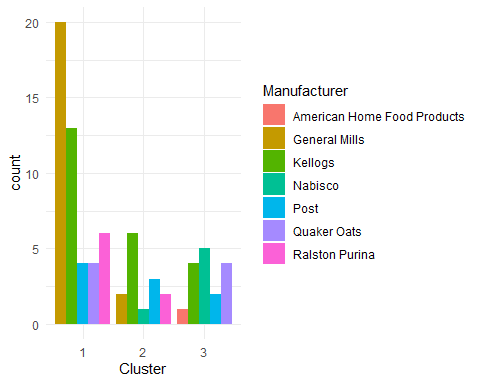 20
15
10
5
0
count
1 2 3
Cluster
Manufacturer
American Home Food Products
General Mills
Kellogs
Nabisco
Post
Quaker Oats
Ralston Purina